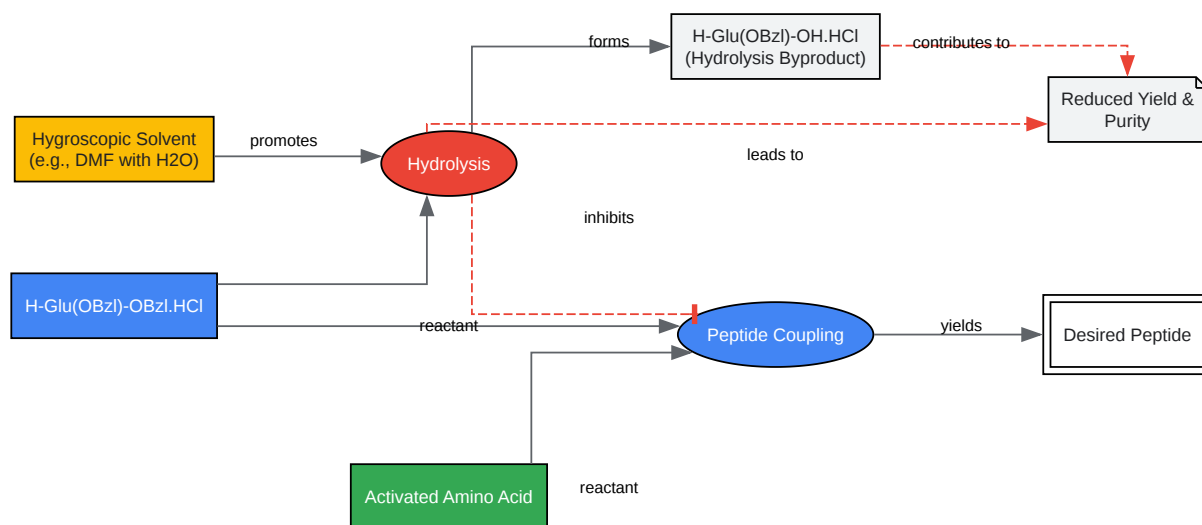 forms
H-Glu(OBzl)-OH.HCl
(Hydrolysis Byproduct)
contributes to
Reduced Yield &
Purity
Hygroscopic Solvent
(e.g., DMF with H2O)
promotes
Hydrolysis
leads to
inhibits
H-Glu(OBzl)-OBzl.HCl
reactant
Peptide Coupling
yields
Desired Peptide
Activated Amino Acid
reactant